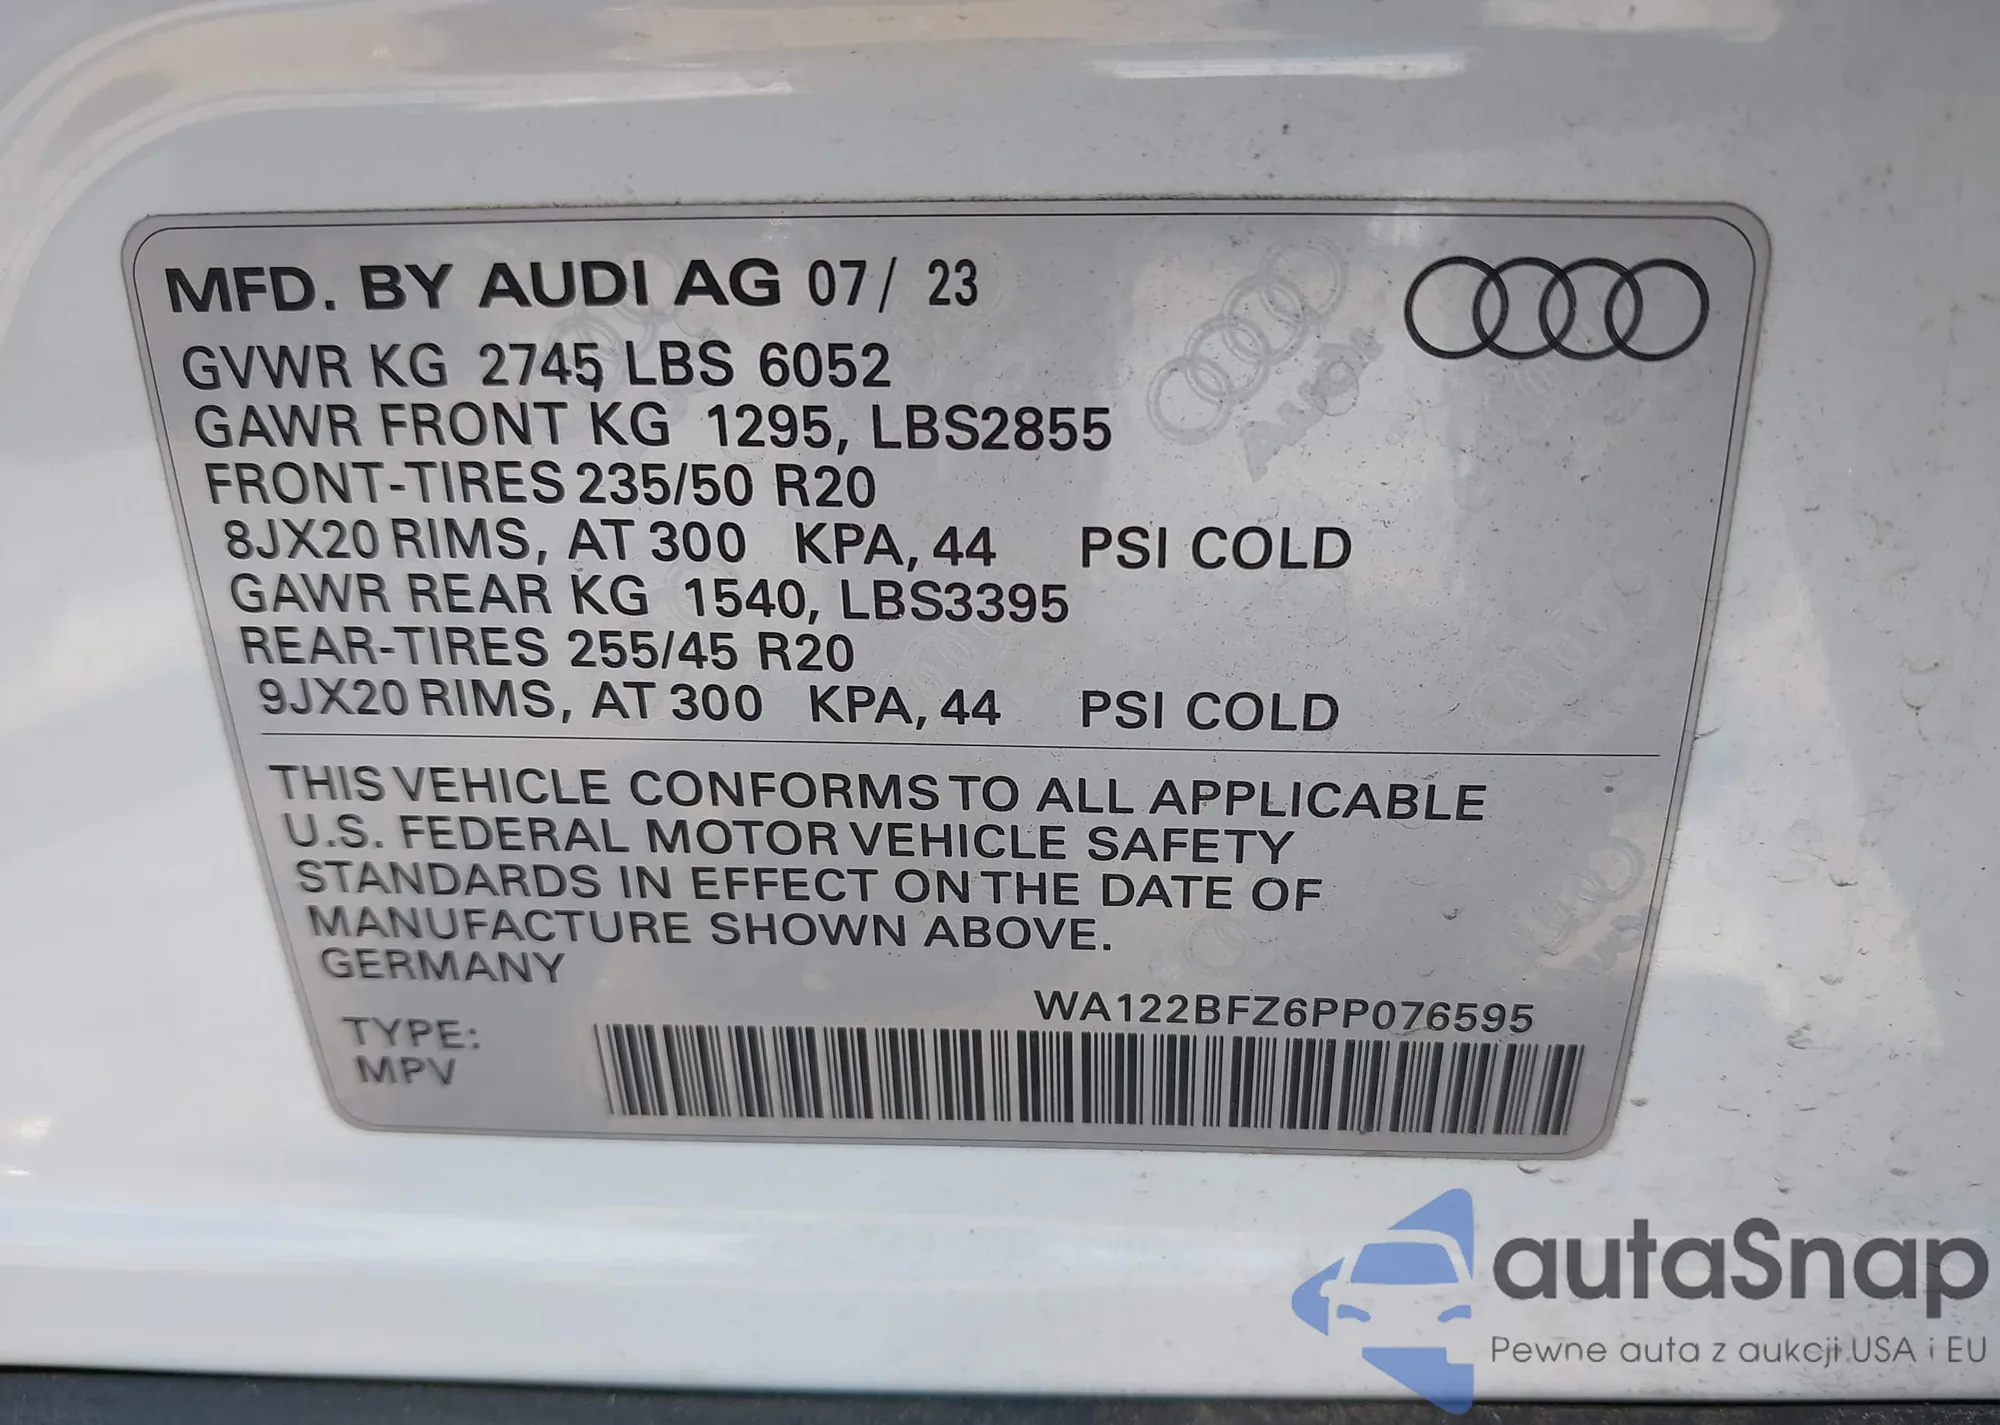 MFD. BY AUDI AG 07/ 23
GVWR KG 2745, LBS 6052
GAWR FRONT KG 1295, LBS2855
FRONT-TIRES 235/50 R20
8JX20 RIMS, AT 300 KPA, 44 PSI COLD
GAWR REAR KG 1540, LBS3395
REAR-TIRES 255/45 R20
9JX20 RIMS, AT 300 KPA, 44 PSI COLD
THIS VEHICLE CONFORMS TO ALL APPLICABLE
U.S. FEDERAL MOTOR VEHICLE SAFETY
STANDARDS IN EFFECT ON THE DATE OF
MANUFACTURE SHOWN ABOVE.
GERMANY
WA122BFZ6PP076595
TYPE:
MPV
autaSnap
Pewne auta z aukcji USA i EU